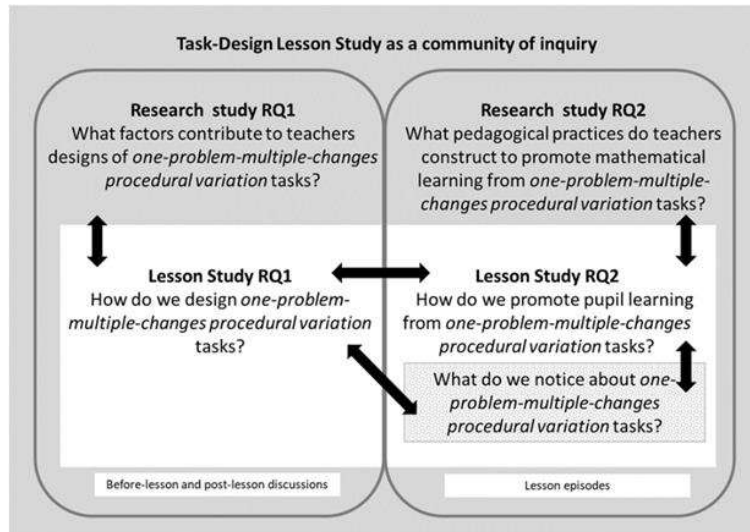 Task-Design Lesson Study as a community of inquiry
Research study RQ1
What factors contribute to teachers
designs of one-problem-multiple-changes
procedural variation tasks?
Research study RQ2
What pedagogical practices do teachers
construct to promote mathematical
learning from one-problem-multiple-
changes procedural variation tasks?
Lesson Study RQ1
How do we design one-problem-
multiple-changes procedural variation
tasks?
Lesson Study RQ2
How do we promote pupil learning
from one-problem-multiple-changes
procedural variation tasks?
What do we notice about one-
problem-multiple-changes
procedural variation tasks?
Before-lesson and post-lesson discussions
Lesson episodes